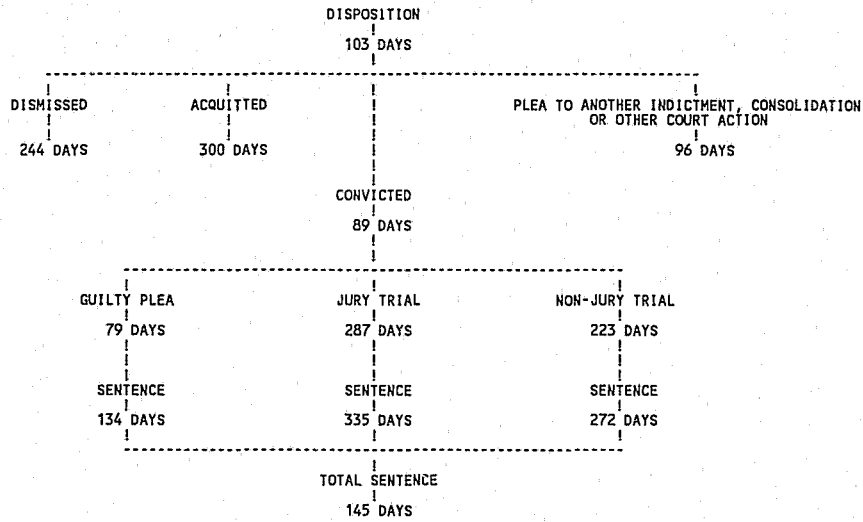 DISPOSITION
103 DAYS
DISMISSED ACQUITTED PLEA TO ANOTHER INDICTMENT, CONSOLIDATION
OR OTHER COURT ACTION
244 DAYS 300 DAYS 96 DAYS
CONVICTED
89 DAYS
GUILTY PLEA JURY TRIAL NON-JURY TRIAL
79 DAYS 287 DAYS 223 DAYS
SENTENCE SENTENCE SENTENCE
134 DAYS 335 DAYS 272 DAYS
TOTAL SENTENCE
145 DAYS